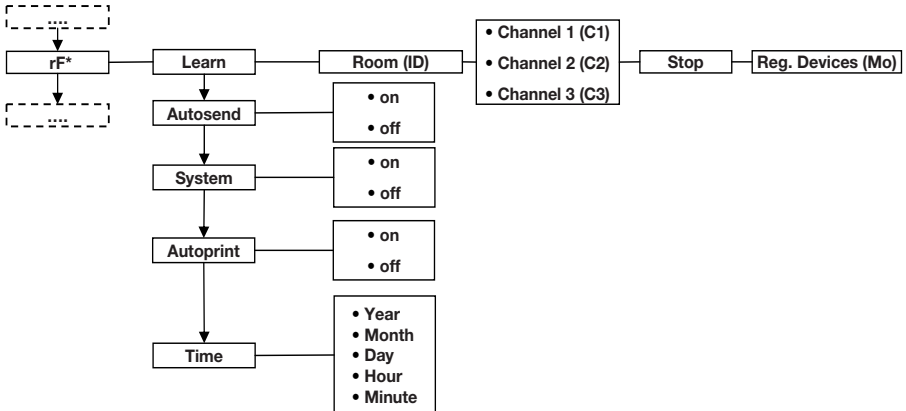 ....
rF*
....
Learn
Room (ID)
• Channel 1 (C1)
• Channel 2 (C2)
• Channel 3 (C3)
Stop
Reg. Devices (Mo)
Autosend
• on
• off
System
• on
• off
Autoprint
• on
• off
Time
• Year
• Month
• Day
• Hour
• Minute